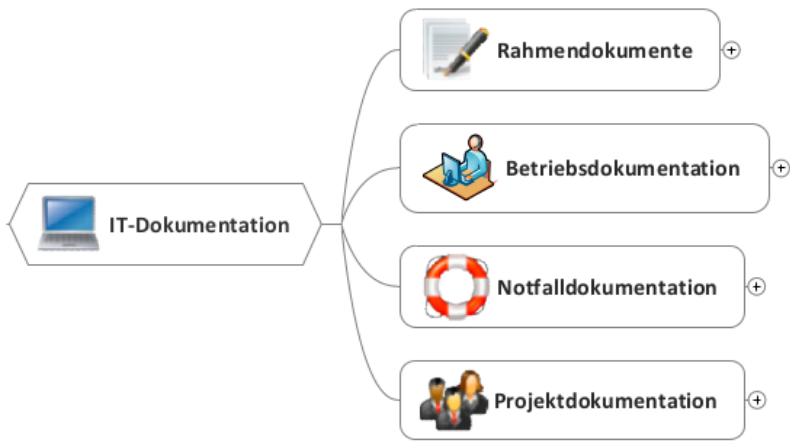 Rahmendokumente
Betriebsdokumentation
IT-Dokumentation
Notfalldokumentation
Projektdokumentation